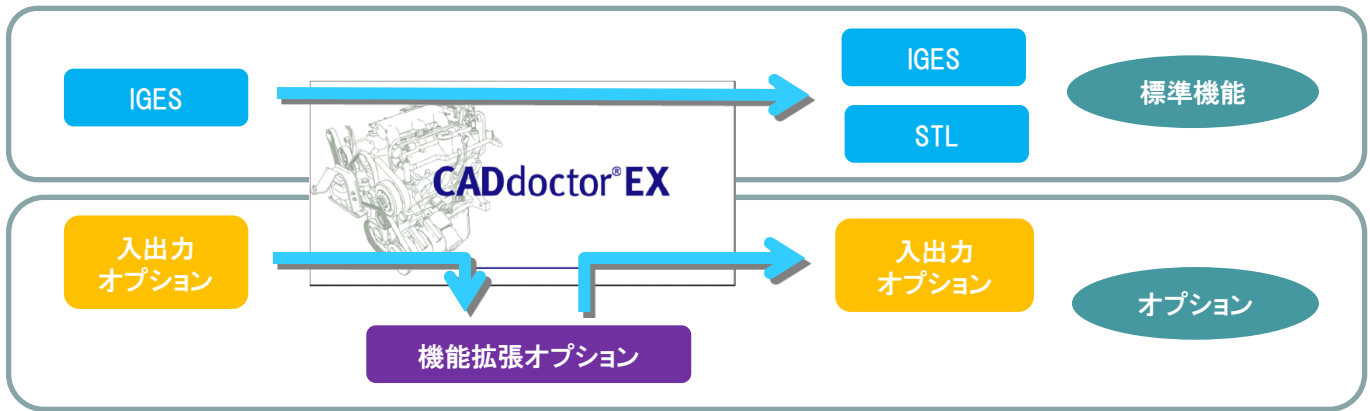 IGES
IGES
STL
標準機能
CADdoctor®EX
入出力
オプション
入出力
オプション
オプション
機能拡張オプション